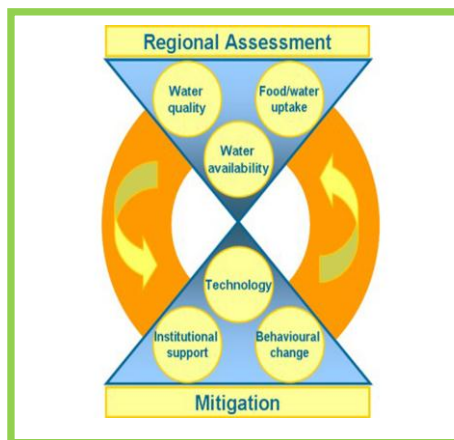 Regional Assessment
Water
quality
Food/water
uptake
Water
availability
Technology
Institutional
support
Behavioural
change
Mitigation